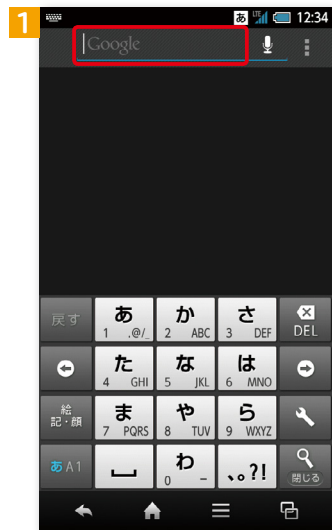 1
あ LTE 12:34
Google
戻す あ 1 .@/_ か 2 ABC さ 3 DEF DEL
た 4 GHI な 5 JKL は 6 MNO
絵記・顔 ま 7 PQRS や 8 TUV ら 9 WXYZ
あA1 わ 0 - 、。?! 閉じる